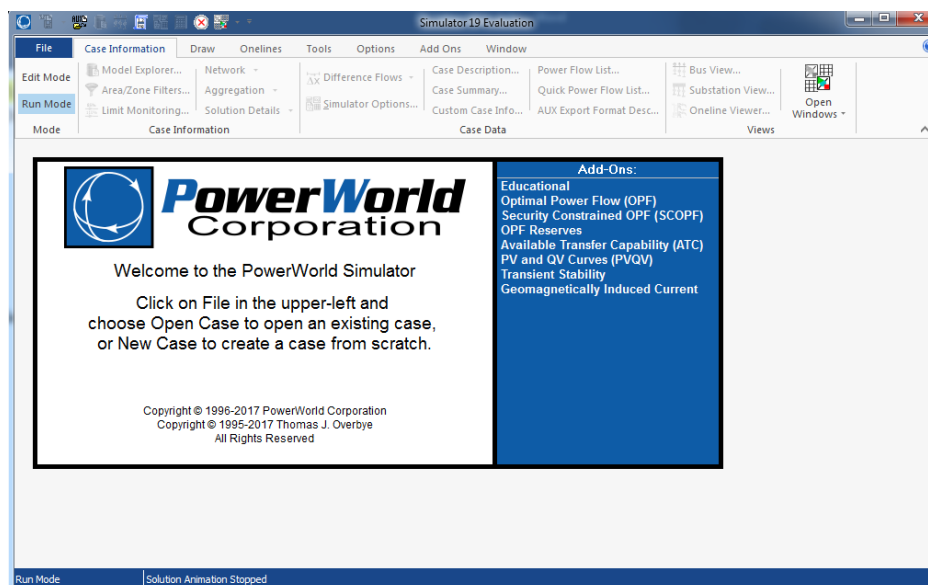 Simulator 19 Evaluation
File Case Information Draw Onelines Tools Options Add Ons Window
Edit Mode
Run Mode
Mode
Model Explorer...
Area/Zone Filters...
Limit Monitoring...
Network
Aggregation
Solution Details
Case Information
Difference Flows
Simulator Options...
Case Description...
Case Summary...
Custom Case Info...
Power Flow List...
Quick Power Flow List...
AUX Export Format Desc...
Case Data
Bus View...
Substation View...
Oneline Viewer...
Open
Windows
Views
PowerWorld
Corporation
Welcome to the PowerWorld Simulator
Click on File in the upper-left and
choose Open Case to open an existing case,
or New Case to create a case from scratch.
Copyright © 1996-2017 PowerWorld Corporation
Copyright © 1995-2017 Thomas J. Overbye
All Rights Reserved
Add-Ons:
Educational
Optimal Power Flow (OPF)
Security Constrained OPF (SCOPF)
OPF Reserves
Available Transfer Capability (ATC)
PV and QV Curves (PVQV)
Transient Stability
Geomagnetically Induced Current
Run Mode
Solution Animation Stopped